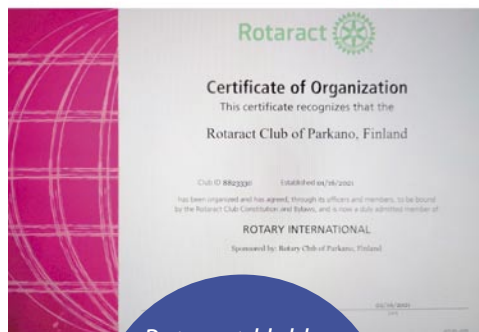 Rotaract
Certificate of Organization
This certificate recognizes that the
Rotaract Club of Parkano, Finland
Club ID 8823330 Established 01/16/2021
has been organized and has agreed, through its officers and members, to be bound
by the Rotaract Club Constitution and Bylaws, and is now a duly admitted member of
ROTARY INTERNATIONAL
Sponsored by: Rotary Club of Parkano, Finland